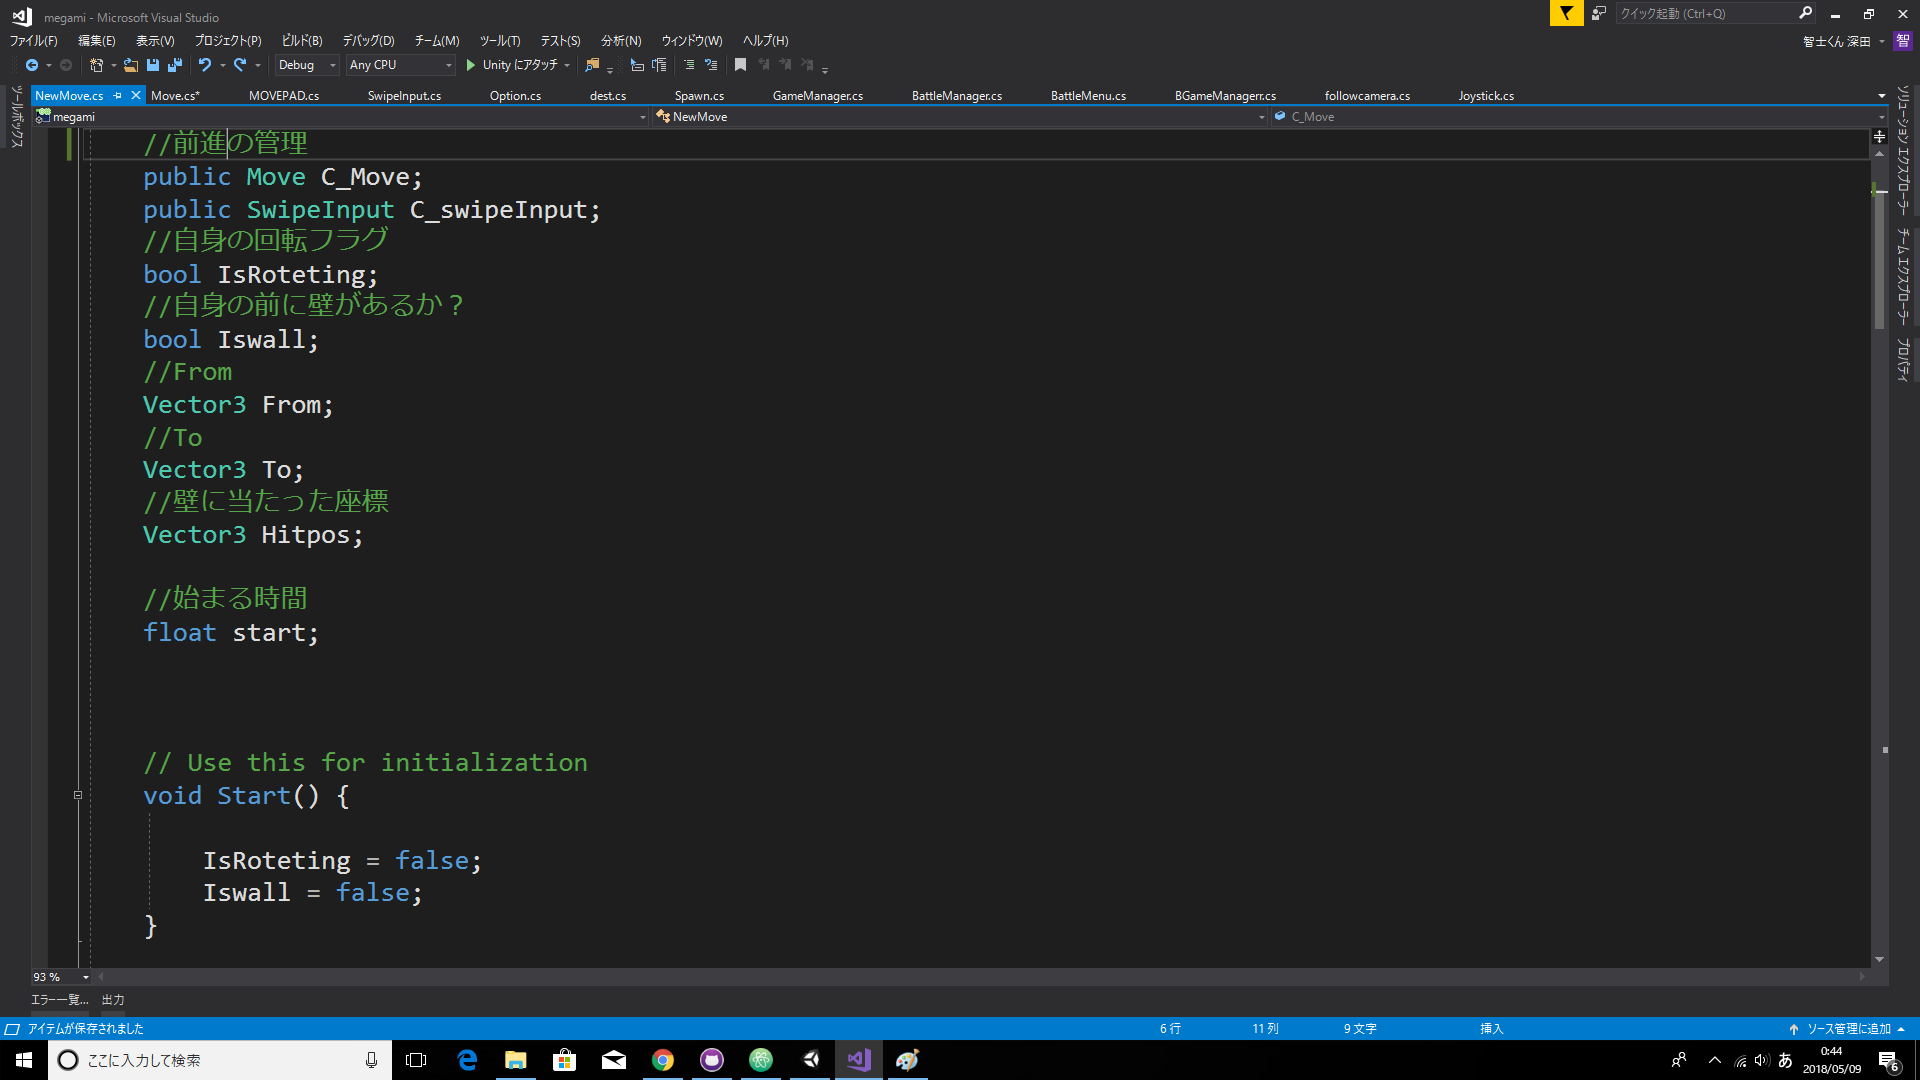 megami - Microsoft Visual Studio
クイック起動 (Ctrl+Q)
ファイル(F) 編集(E) 表示(V) プロジェクト(P) ビルド(B) デバッグ(D) チーム(M) ツール(T) テスト(S) 分析(N) ウィンドウ(W) ヘルプ(H)
智士くん 深田 智
Debug Any CPU Unity にアタッチ
NewMove.cs Move.cs* MOVEPAD.cs SwipeInput.cs Option.cs dest.cs Spawn.cs GameManager.cs BattleManager.cs BattleMenu.cs BGameManagerr.cs followcamera.cs Joystick.cs
megami NewMove C_Move
ツールボックス
ソリューション エクスプローラー
チーム エクスプローラー
プロパティ
//前進の管理
public Move C_Move;
public SwipeInput C_swipeInput;
//自身の回転フラグ
bool IsRoteting;
//自身の前に壁があるか？
bool Iswall;
//From
Vector3 From;
//To
Vector3 To;
//壁に当たった座標
Vector3 Hitpos;
//始まる時間
float start;
// Use this for initialization
void Start() {
IsRoteting = false;
Iswall = false;
}
93 %
エラー一覧... 出力
アイテムが保存されました 6 行 11 列 9 文字 挿入 ソース管理に追加
ここに入力して検索
あ
0:44
2018/05/09
6